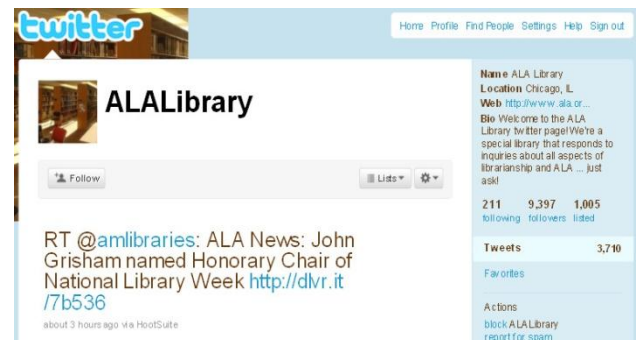 twitter
Home Profile Find People Settings Help Sign out
ALALibrary
Follow
Lists
RT @amlibraries: ALA News: John
Grisham named Honorary Chair of
National Library Week http://dlvr.it
/7b536
about 3 hours ago via HootSuite
Name ALA Library
Location Chicago, IL
Web http://www.ala.or...
Bio Welcome to the ALA
Library twitter page! We're a
special library that responds to
inquiries about all aspects of
librarianship and ALA ... just
ask!
211 9,397 1,005
following followers listed
Tweets 3,710
Favorites
Actions
block ALALibrary
report for spam